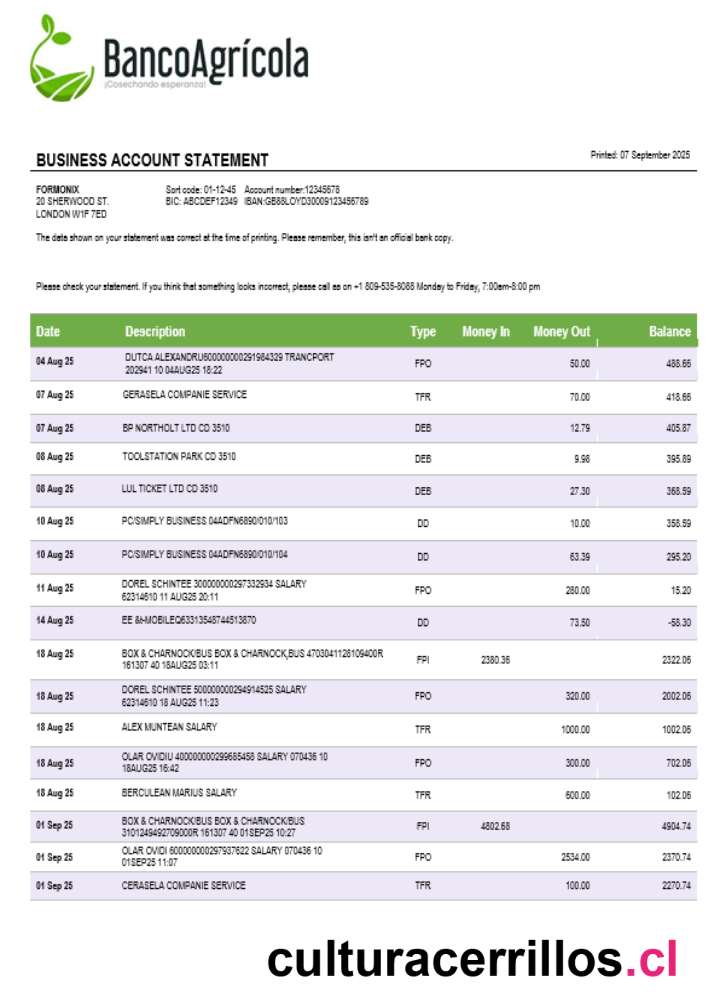 BancoAgrícola
¡Cosechando esperanza!
BUSINESS ACCOUNT STATEMENT
Printed: 07 September 2025
FORMONIX
20 SHERWOOD ST.
LONDON W1F 7ED
Sort code: 01-12-45 Account number:12345678
BIC: ABCDEF12349 IBAN:GB88LOYD30009123456789
The data shown on your statement was correct at the time of printing. Please remember, this isn't an official bank copy.
Please check your statement. If you think that something looks incorrect, please call as on +1 809-535-8088 Monday to Friday, 7:00am-8:00 pm
Date Description Type Money In Money Out Balance
04 Aug 25 DUTCA ALEXANDRU600000000291984329 TRANCPORT
202941 10 04AUG25 18:22 FPO 50.00 488.66
07 Aug 25 GERASELA COMPANIE SERVICE TFR 70.00 418.66
07 Aug 25 BP NORTHOLT LTD CD 3510 DEB 12.79 405.87
08 Aug 25 TOOLSTATION PARK CD 3510 DEB 9.98 395.89
08 Aug 25 LUL TICKET LTD CD 3510 DEB 27.30 368.59
10 Aug 25 PC/SIMPLY BUSINESS 04ADFN6890/010/103 DD 10.00 358.59
10 Aug 25 PC/SIMPLY BUSINESS 04ADFN6890/010/104 DD 63.39 295.20
11 Aug 25 DOREL SCHINTEE 300000000297332934 SALARY
62314610 11 AUG25 20:11 FPO 280.00 15.20
14 Aug 25 EE &t-MOBILEQ63313548744513870 DD 73.50 -58.30
18 Aug 25 BOX & CHARNOCK/BUS BOX & CHARNOCK,BUS 4703041128109400R
161307 40 18AUG25 03:11 FPI 2380.36 2322.06
18 Aug 25 DOREL SCHINTEE 500000000294914525 SALARY
62314610 18 AUG25 11:23 FPO 320.00 2002.06
18 Aug 25 ALEX MUNTEAN SALARY TFR 1000.00 1002.06
18 Aug 25 OLAR OVIDIU 400000000299685458 SALARY 070436 10
18AUG25 16:42 FPO 300.00 702.06
18 Aug 25 BERCULEAN MARIUS SALARY TFR 600.00 102.06
01 Sep 25 BOX & CHARNOCK/BUS BOX & CHARNOCK/BUS
3101249492709000R 161307 40 01SEP25 10:27 FPI 4802.68 4904.74
01 Sep 25 OLAR OVIDI 600000000297937622 SALARY 070436 10
01SEP25 11:07 FPO 2534.00 2370.74
01 Sep 25 CERASELA COMPANIE SERVICE TFR 100.00 2270.74
culturacerrillos.cl